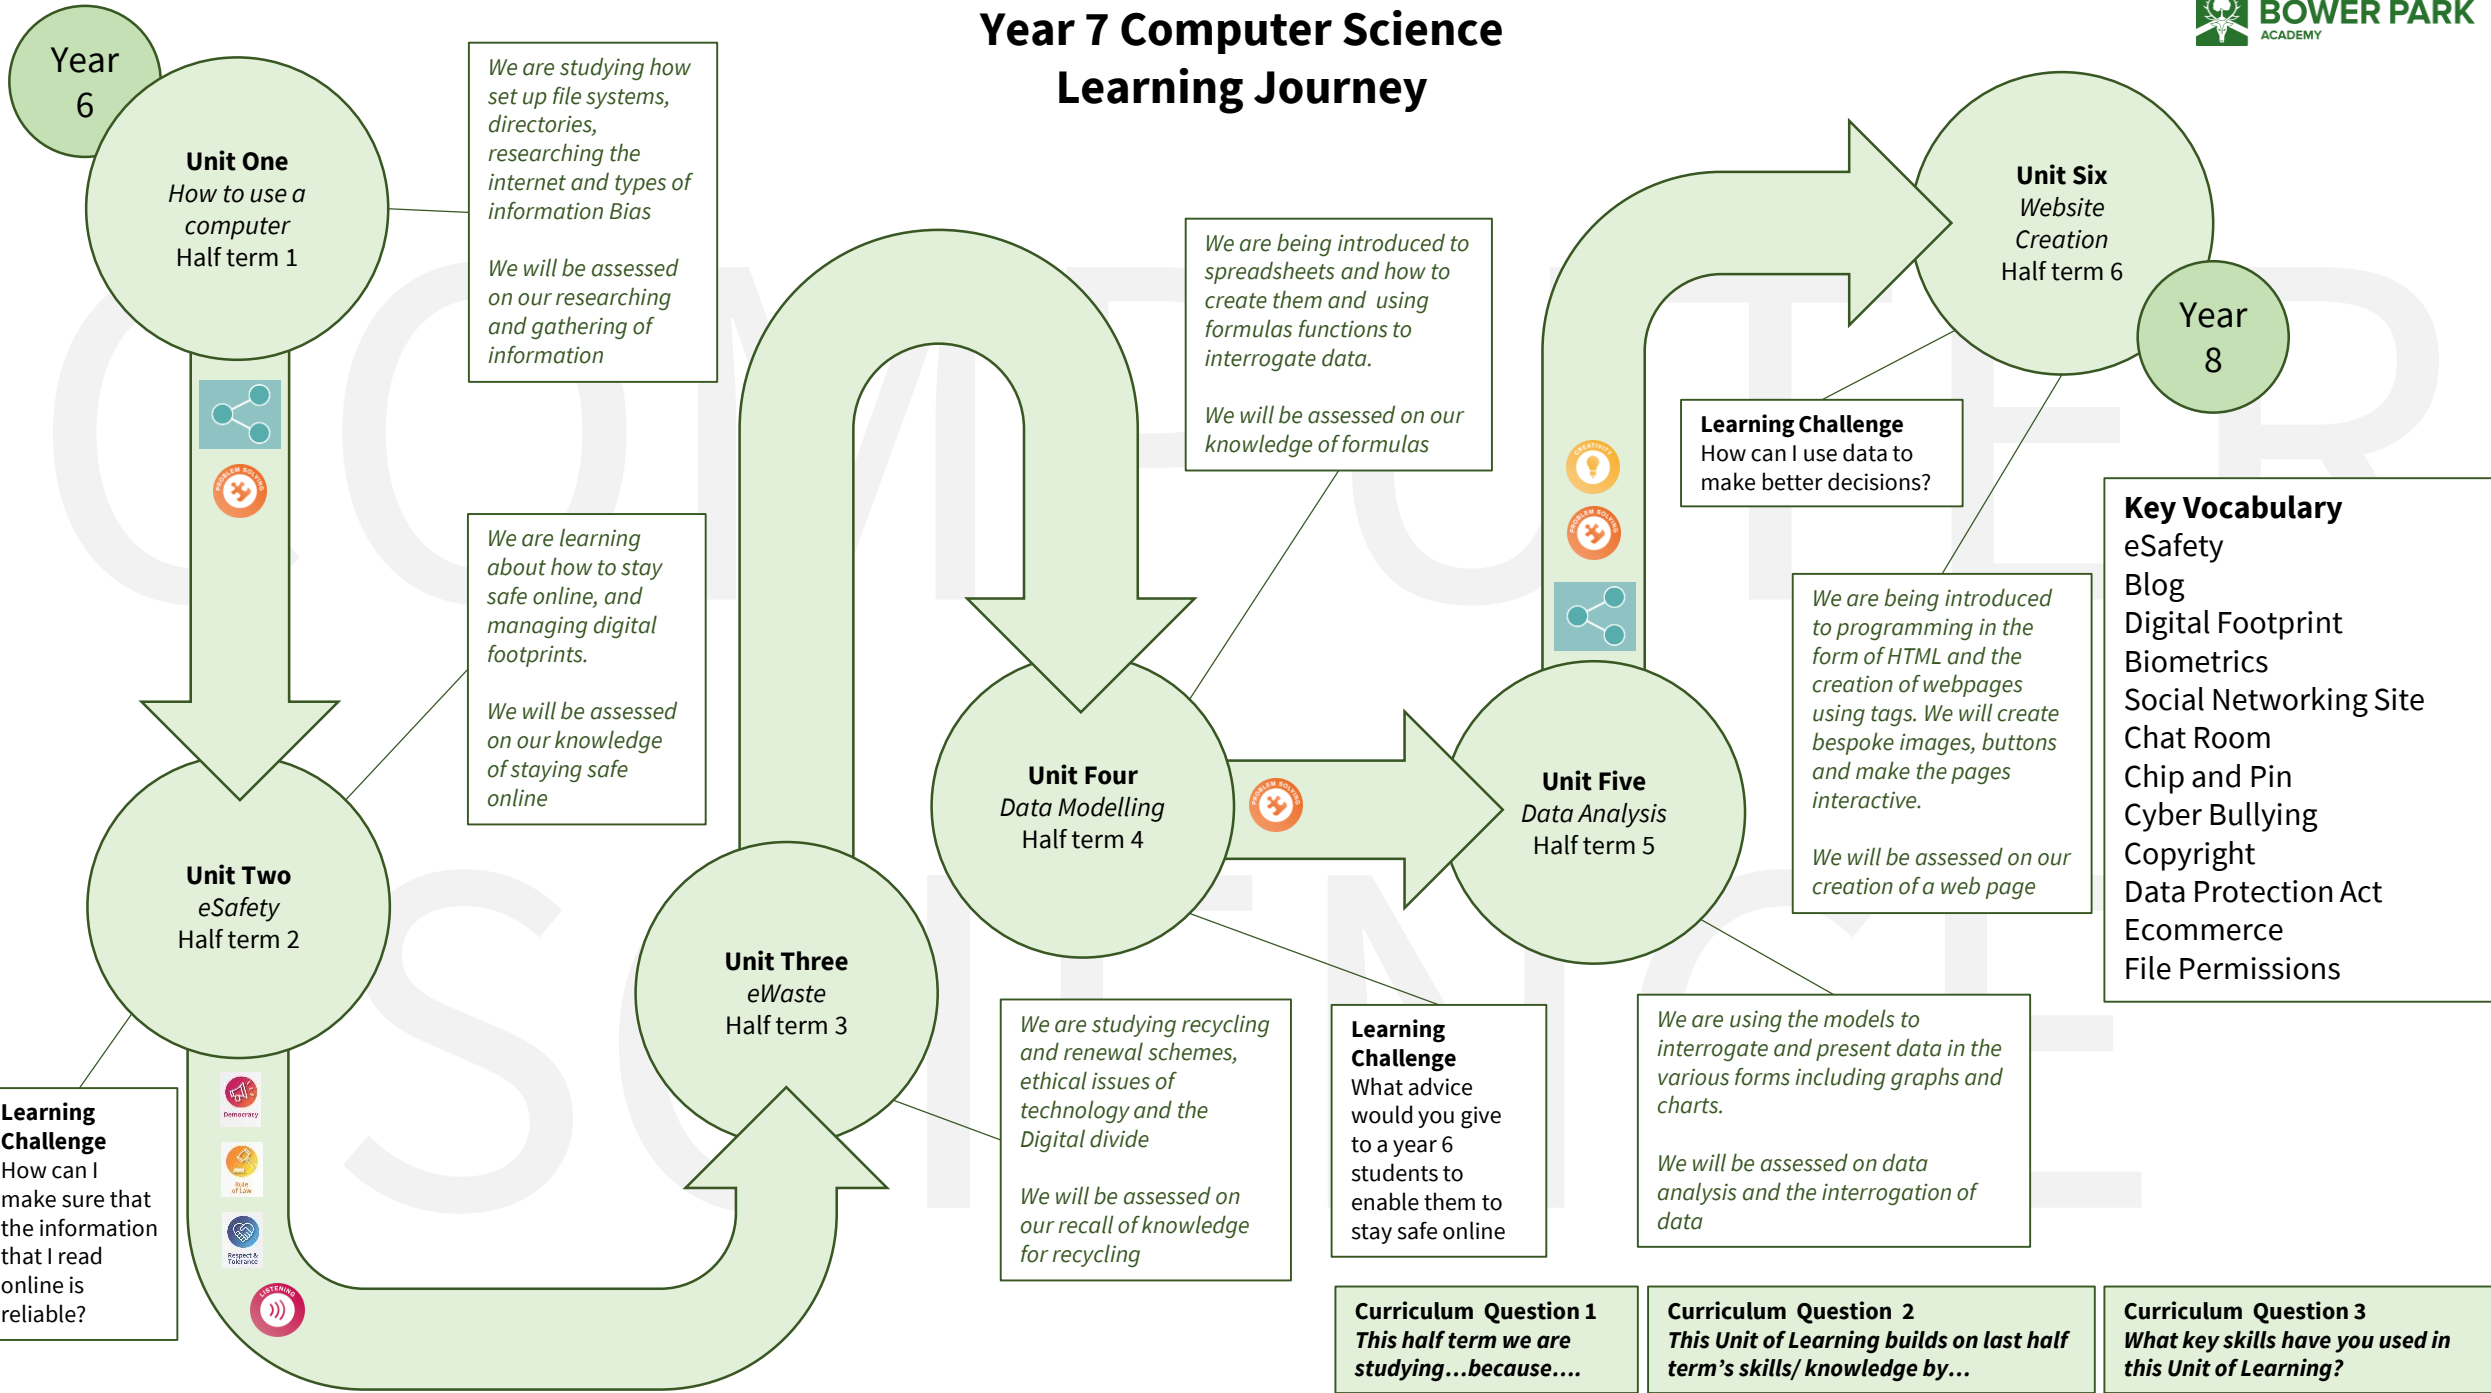 Year 7 Computer Science
Learning Journey
BOWER PARK
ACADEMY
Year
6
Unit One
How to use a
computer
Half term 1
We are studying how
set up file systems,
directories,
researching the
internet and types of
information Bias
We will be assessed
on our researching
and gathering of
information
PROBLEM SOLVING
We are learning
about how to stay
safe online, and
managing digital
footprints.
We will be assessed
on our knowledge
of staying safe
online
Unit Two
eSafety
Half term 2
Learning
Challenge
How can I
make sure that
the information
that I read
online is
reliable?
Democracy
Rule
of Law
Respect &
Tolerance
LISTENING
Unit Three
eWaste
Half term 3
We are studying recycling
and renewal schemes,
ethical issues of
technology and the
Digital divide
We will be assessed on
our recall of knowledge
for recycling
We are being introduced to
spreadsheets and how to
create them and  using
formulas functions to
interrogate data.
We will be assessed on our
knowledge of formulas
Unit Four
Data Modelling
Half term 4
PROBLEM SOLVING
Learning
Challenge
What advice
would you give
to a year 6
students to
enable them to
stay safe online
Unit Five
Data Analysis
Half term 5
We are using the models to
interrogate and present data in the
various forms including graphs and
charts.
We will be assessed on data
analysis and the interrogation of
data
CREATIVITY
PROBLEM SOLVING
Unit Six
Website
Creation
Half term 6
Year
8
Learning Challenge
How can I use data to
make better decisions?
We are being introduced
to programming in the
form of HTML and the
creation of webpages
using tags. We will create
bespoke images, buttons
and make the pages
interactive.
We will be assessed on our
creation of a web page
Key Vocabulary
eSafety
Blog
Digital Footprint
Biometrics
Social Networking Site
Chat Room
Chip and Pin
Cyber Bullying
Copyright
Data Protection Act
Ecommerce
File Permissions
Curriculum  Question 1
This half term we are
studying…because….
Curriculum  Question  2
This Unit of Learning builds on last half
term's skills/ knowledge by…
Curriculum  Question 3
What key skills have you used in
this Unit of Learning?
COMPUTER
SCIENCE